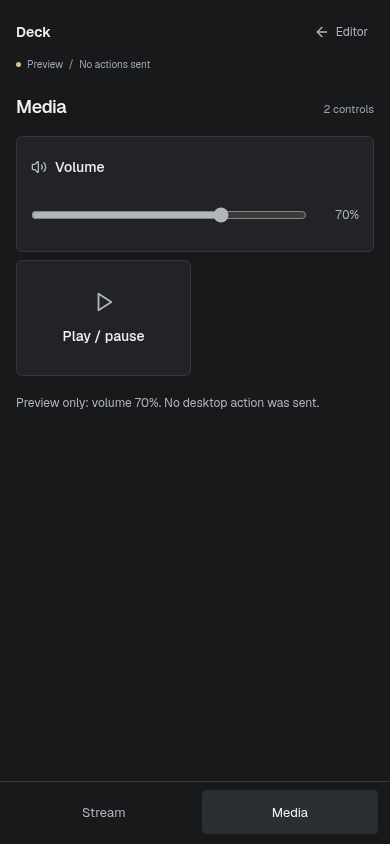 Deck
Editor
Preview / No actions sent
Media
2 controls
Volume
70%
Play / pause
Preview only: volume 70%. No desktop action was sent.
Stream
Media